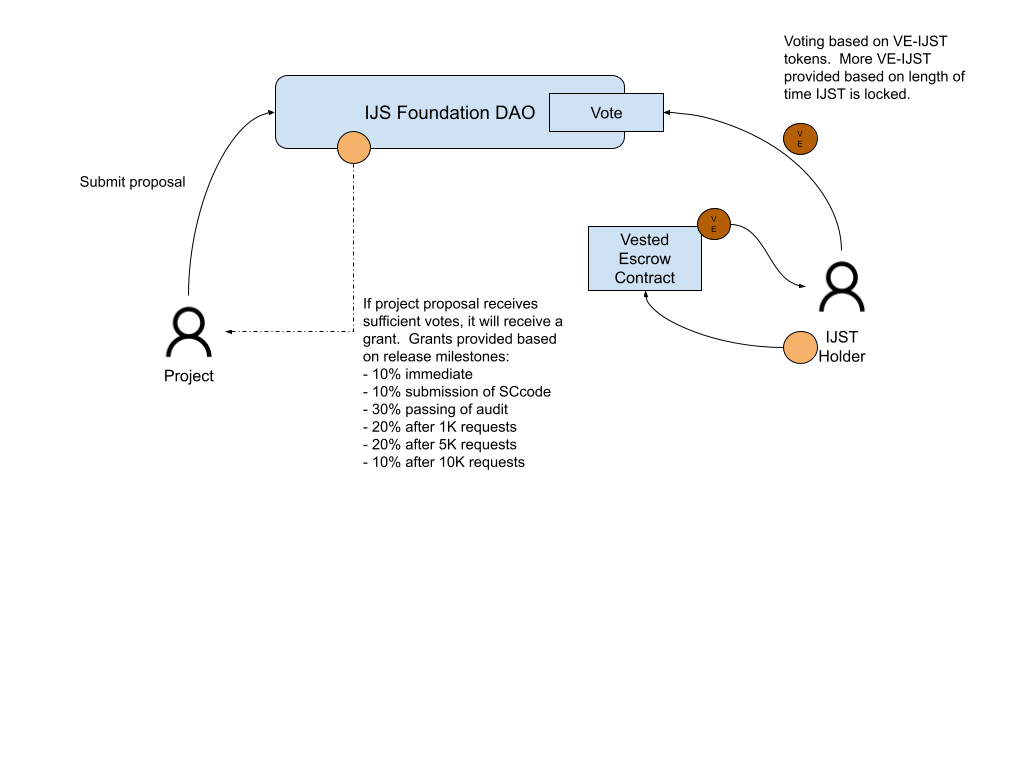 Voting based on VE-IJST
tokens.  More VE-IJST
provided based on length of
time IJST is locked.
IJS Foundation DAO
Vote
V
E
Submit proposal
V
E
Vested
Escrow
Contract
If project proposal receives
sufficient votes, it will receive a
grant.  Grants provided based
on release milestones:
- 10% immediate
- 10% submission of SCcode
- 30% passing of audit
- 20% after 1K requests
- 20% after 5K requests
- 10% after 10K requests
IJST
Holder
Project